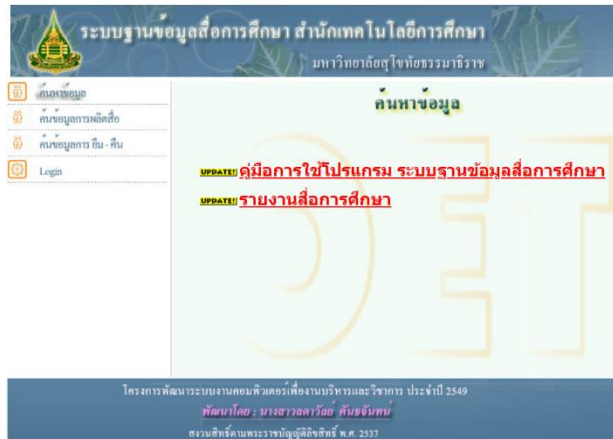 ระบบฐานข้อมูลสื่อการศึกษา สำนักเทคโนโลยีการศึกษา
มหาวิทยาลัยสุโขทัยธรรมาธิราช
ค้นหาข้อมูล
ค้นข้อมูลการผลิตสื่อ
ค้นข้อมูลการ ยืม - คืน
Login
ค้นหาข้อมูล
UPDATE! คู่มือการใช้โปรแกรม ระบบฐานข้อมูลสื่อการศึกษา
UPDATE! รายงานสื่อการศึกษา
OET
โครงการพัฒนาระบบงานคอมพิวเตอร์เพื่องานบริหารและวิชาการ ประจำปี 2549
พัฒนาโดย : นางสาวลดาวัลย์ คันธจันทน์
สงวนสิทธิ์ตามพระราชบัญญัติลิขสิทธิ์ พ.ศ. 2537